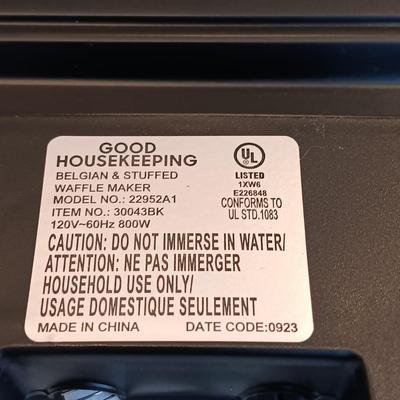 GOOD
HOUSEKEEPING
BELGIAN & STUFFED
WAFFLE MAKER
MODEL NO.: 22952A1
ITEM NO.: 30043BK
120V~60Hz 800W
UL
LISTED
1XW6
E226848
CONFORMS TO
UL STD.1083
CAUTION: DO NOT IMMERSE IN WATER/
ATTENTION: NE PAS IMMERGER
HOUSEHOLD USE ONLY/
USAGE DOMESTIQUE SEULEMENT
MADE IN CHINA DATE CODE:0923